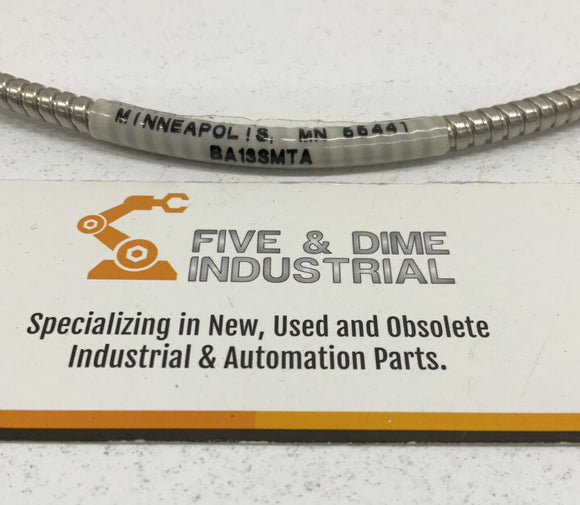 MINNEAPOLIS, MN 55441
BA13SMTA
FIVE & DIME
INDUSTRIAL
Specializing in New, Used and Obsolete
Industrial & Automation Parts.